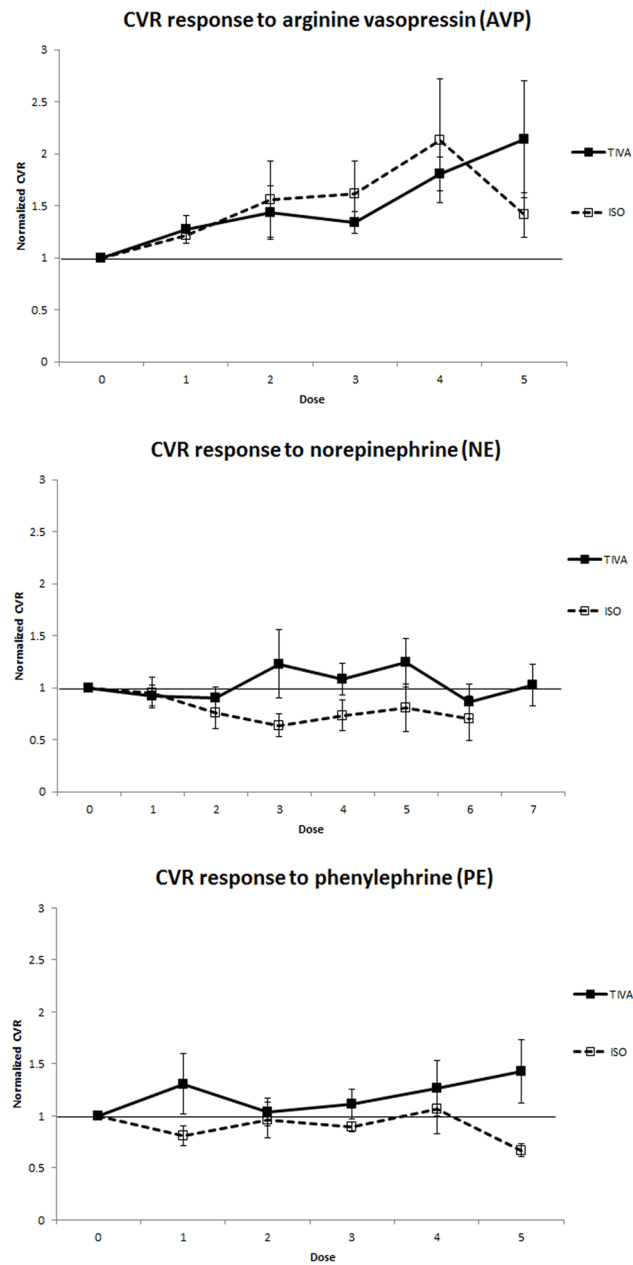 CVR response to arginine vasopressin (AVP)
3
2.5
2
1.5
1
0.5
0
Normalized CVR
0 1 2 3 4 5
Dose
TIVA
ISO
CVR response to norepinephrine (NE)
3
2.5
2
1.5
1
0.5
0
Normalized CVR
0 1 2 3 4 5 6 7
Dose
TIVA
ISO
CVR response to phenylephrine (PE)
3
2.5
2
1.5
1
0.5
0
Normalized CVR
0 1 2 3 4 5
Dose
TIVA
ISO